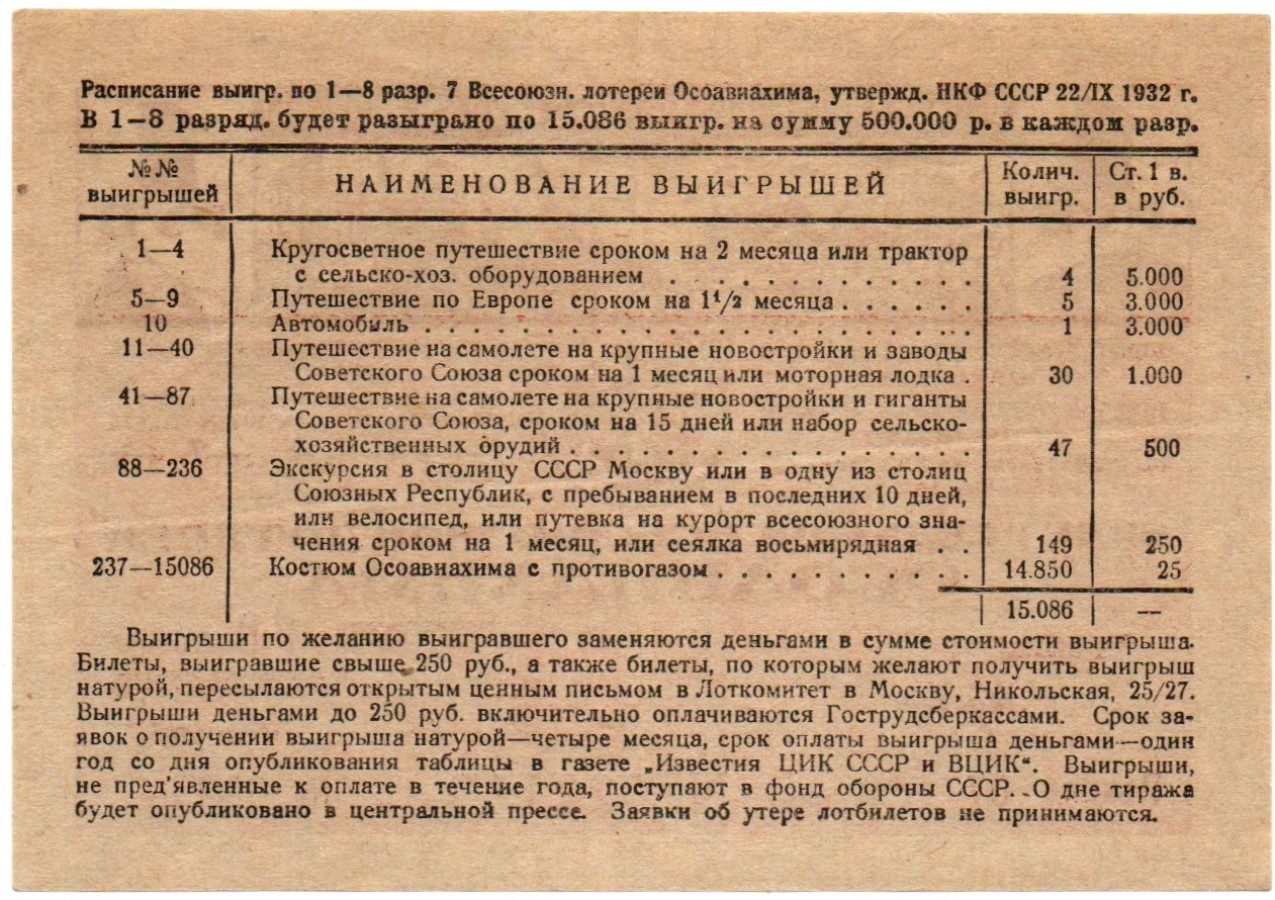 Расписание выигр. по 1—8 разр. 7 Всесоюзн. лотереи Осоавиахима, утвержд. НКФ СССР 22/IX 1932 г.
В 1—8 разряд. будет разыграно по 15.086 выигр. на сумму 500.000 р. в каждом разр.
№№ выигрышей НАИМЕНОВАНИЕ ВЫИГРЫШЕЙ Колич. выигр. Ст. 1 в. в руб.
1—4 Кругосветное путешествие сроком на 2 месяца или трактор
с сельско-хоз. оборудованием . . . . . . . . . . . . 4 5.000
5—9 Путешествие по Европе сроком на 1 1/2 месяца . . . . . . 5 3.000
10 Автомобиль . . . . . . . . . . . . . . . . . . . . . . . 1 3.000
11—40 Путешествие на самолете на крупные новостройки и заводы
Советского Союза сроком на 1 месяц или моторная лодка . 30 1.000
41—87 Путешествие на самолете на крупные новостройки и гиганты
Советского Союза, сроком на 15 дней или набор сельско-
хозяйственных орудий . . . . . . . . . . . . . . . . . 47 500
88—236 Экскурсия в столицу СССР Москву или в одну из столиц
Союзных Республик, с пребыванием в последних 10 дней,
или велосипед, или путевка на курорт всесоюзного зна-
чения сроком на 1 месяц, или сеялка восьмирядная . . 149 250
237—15086 Костюм Осоавиахима с противогазом . . . . . . . . . . . 14.850 25
15.086 —
Выигрыши по желанию выигравшего заменяются деньгами в сумме стоимости выигрыша.
Билеты, выигравшие свыше 250 руб., а также билеты, по которым желают получить выигрыш
натурой, пересылаются открытым ценным письмом в Лоткомитет в Москву, Никольская, 25/27.
Выигрыши деньгами до 250 руб. включительно оплачиваются Гострудсберкассами. Срок за-
явок о получении выигрыша натурой—четыре месяца, срок оплаты выигрыша деньгами—один
год со дня опубликования таблицы в газете „Известия ЦИК СССР и ВЦИК“. Выигрыши,
не пред'явленные к оплате в течение года, поступают в фонд обороны СССР. О дне тиража
будет опубликовано в центральной прессе. Заявки об утере лотбилетов не принимаются.